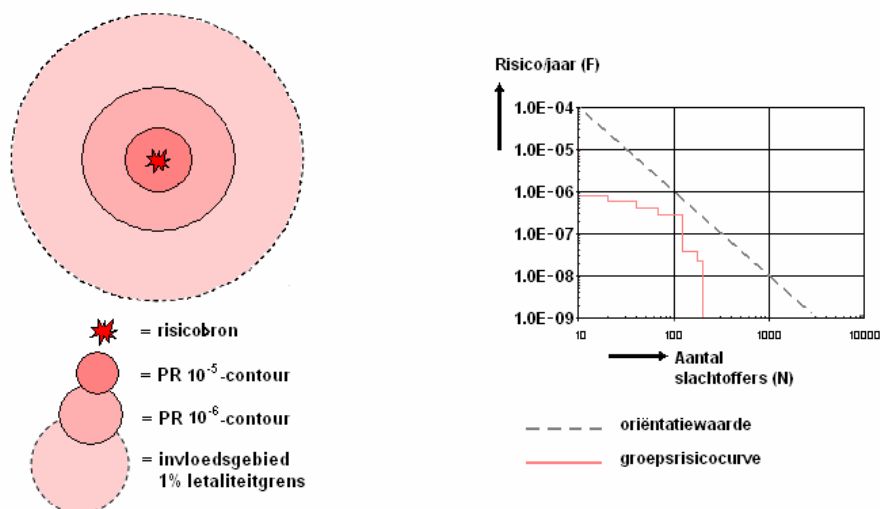 = risicobron
= PR 10-5-contour
= PR 10-6-contour
= invloedsgebied
1% letaliteitgrens
Risico/jaar (F)
1.0E-04
1.0E-05
1.0E-06
1.0E-07
1.0E-08
1.0E-09
10 100 1000 10000
Aantal
slachtoffers (N)
oriëntatiewaarde
groepsrisicocurve